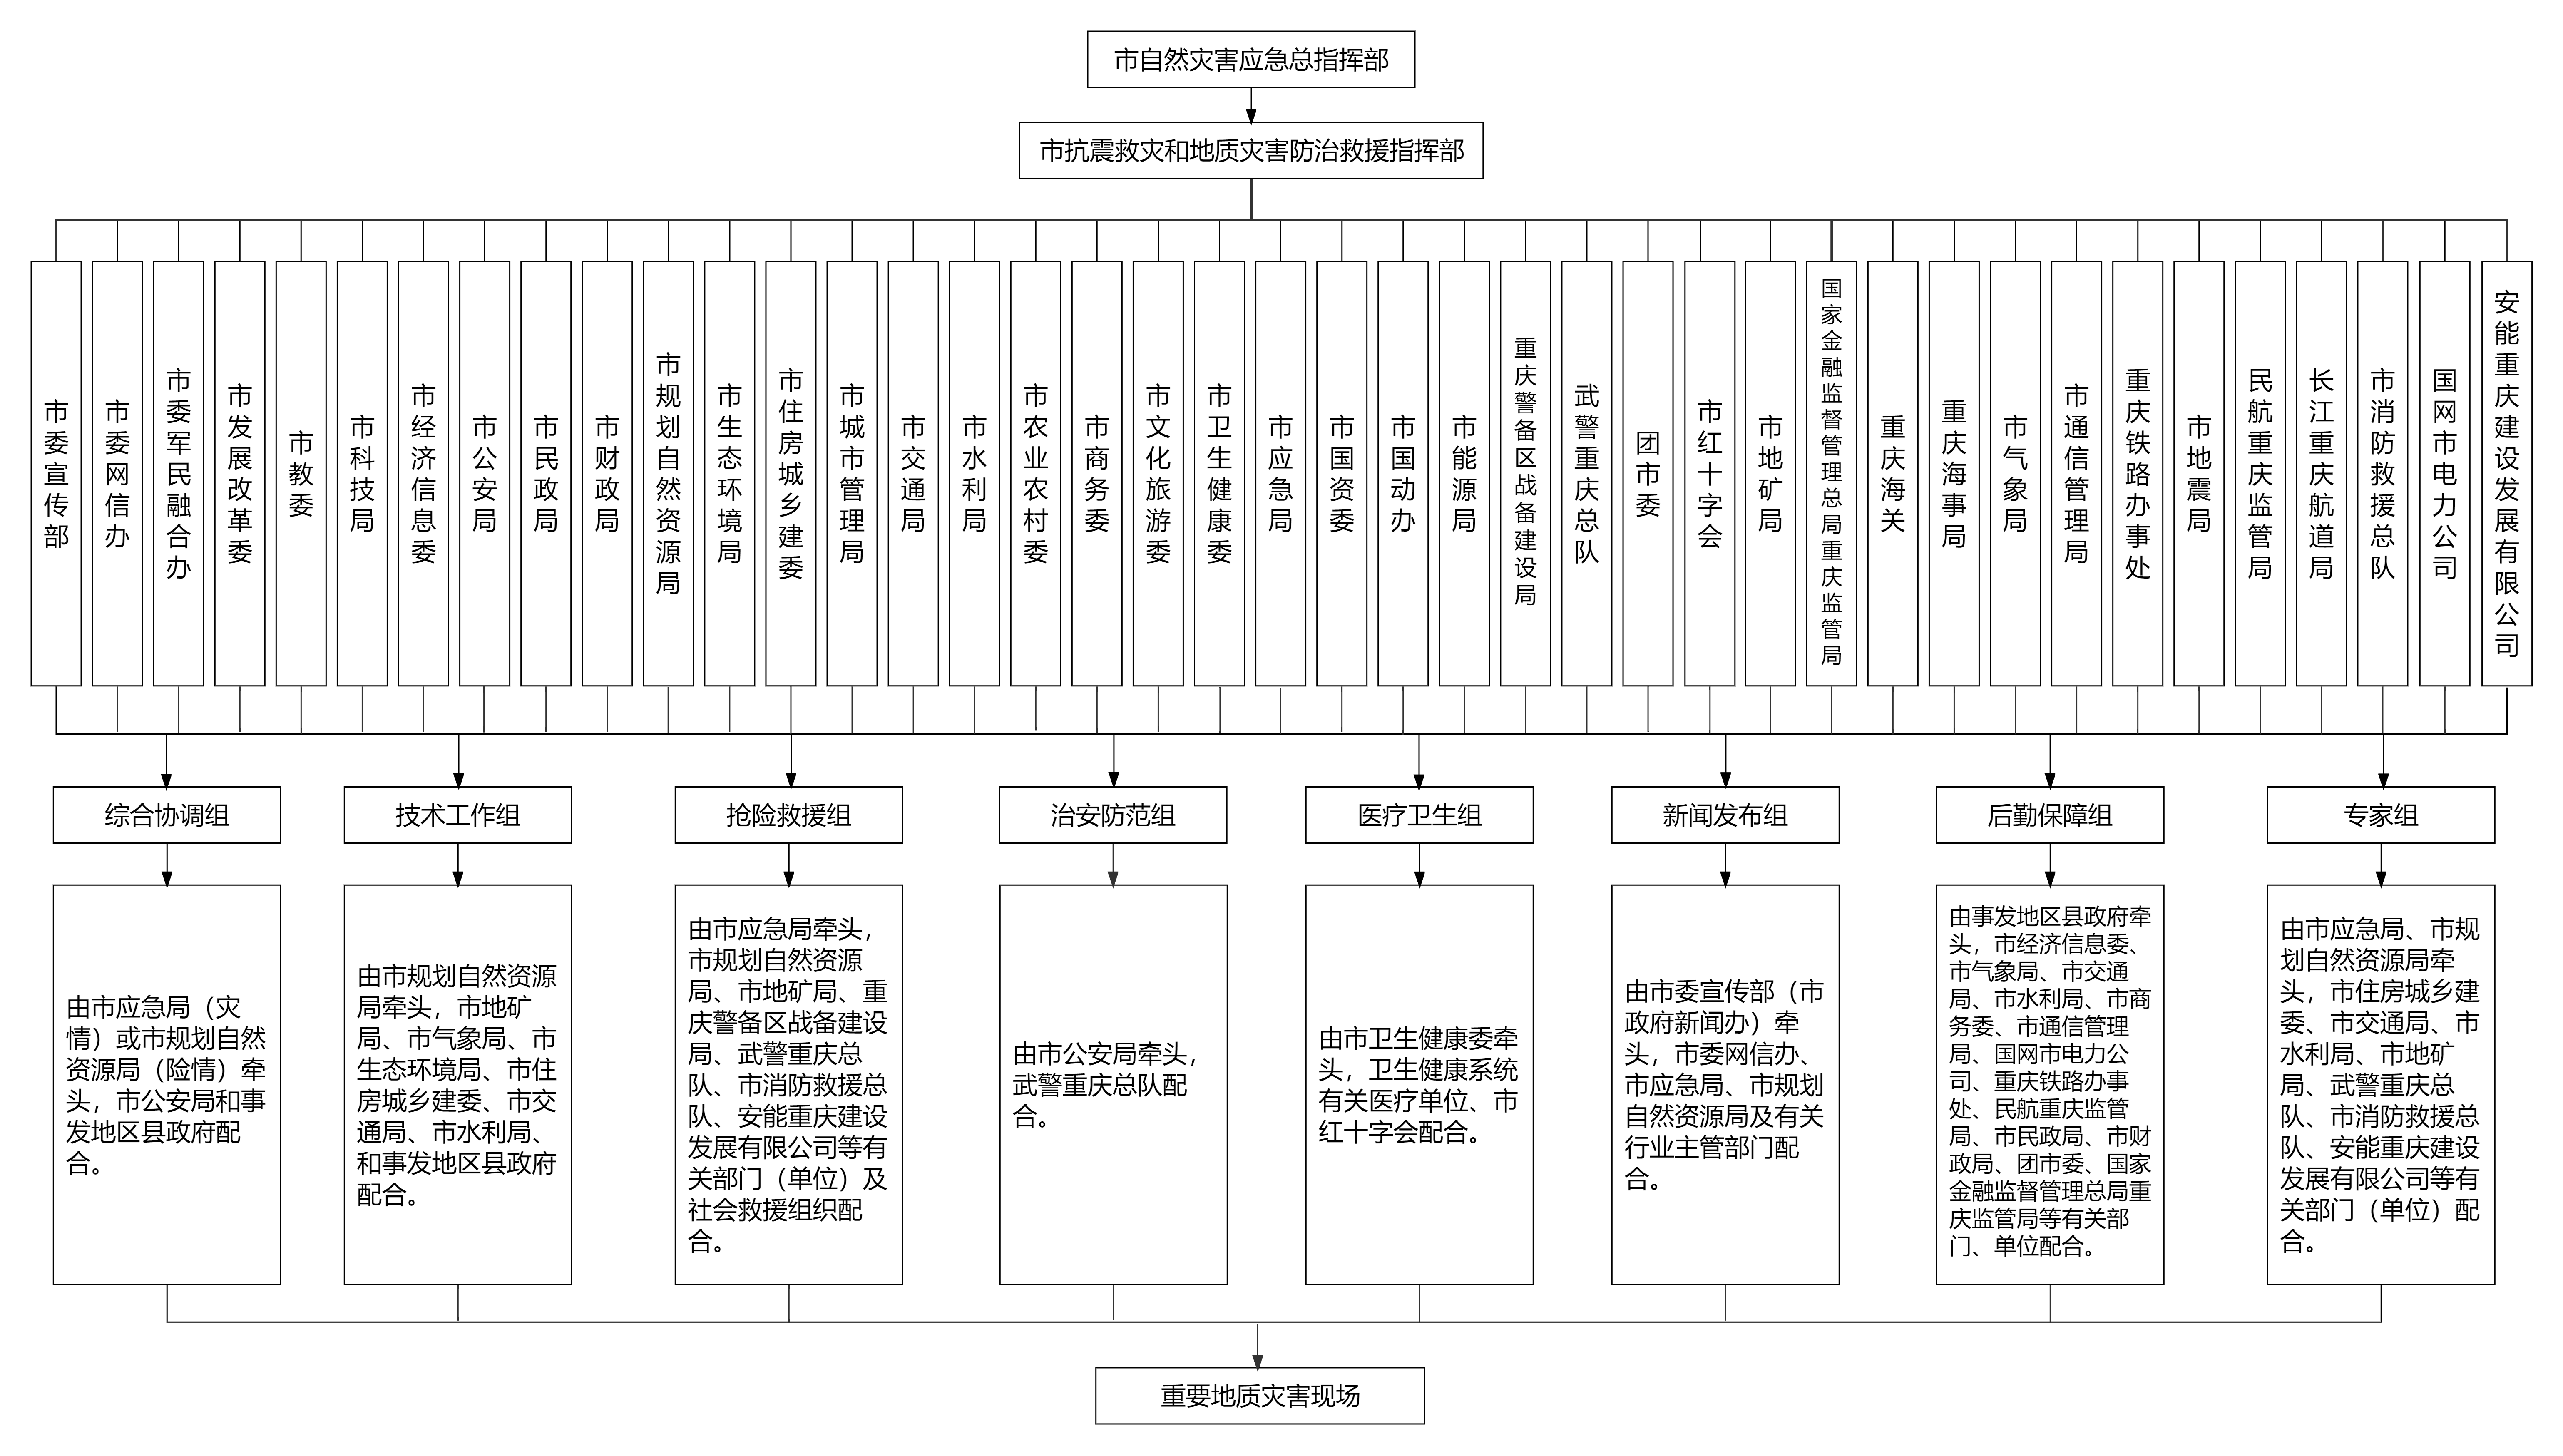 市自然灾害应急总指挥部
市抗震救灾和地质灾害防治救援指挥部
市委宣传部
市委网信办
市委军民融合办
市发展改革委
市教委
市科技局
市经济信息委
市公安局
市民政局
市财政局
市规划自然资源局
市生态环境局
市住房城乡建委
市城市管理局
市交通局
市水利局
市农业农村委
市商务委
市文化旅游委
市卫生健康委
市应急局
市国资委
市国动办
市能源局
重庆警备区战备建设局
武警重庆总队
团市委
市红十字会
市地矿局
国家金融监督管理总局重庆监管局
重庆海关
重庆海事局
市气象局
市通信管理局
重庆铁路办事处
市地震局
民航重庆监管局
长江重庆航道局
市消防救援总队
国网市电力公司
安能重庆建设发展有限公司
综合协调组
技术工作组
抢险救援组
治安防范组
医疗卫生组
新闻发布组
后勤保障组
专家组
由市应急局（灾
情）或市规划自然
资源局（险情）牵
头，市公安局和事
发地区县政府配
合。
由市规划自然资源
局牵头，市地矿
局、市气象局、市
生态环境局、市住
房城乡建委、市交
通局、市水利局、
和事发地区县政府
配合。
由市应急局牵头，
市规划自然资源
局、市地矿局、重
庆警备区战备建设
局、武警重庆总
队、市消防救援总
队、安能重庆建设
发展有限公司等有
关部门（单位）及
社会救援组织配
合。
由市公安局牵头，
武警重庆总队配
合。
由市卫生健康委牵
头，卫生健康系统
有关医疗单位、市
红十字会配合。
由市委宣传部（市
政府新闻办）牵
头，市委网信办、
市应急局、市规划
自然资源局及有关
行业主管部门配
合。
由事发地区县政府牵
头，市经济信息委、
市气象局、市交通
局、市水利局、市商
务委、市通信管理
局、国网市电力公
司、重庆铁路办事
处、民航重庆监管
局、市民政局、市财
政局、团市委、国家
金融监督管理总局重
庆监管局等有关部
门、单位配合。
由市应急局、市规
划自然资源局牵
头，市住房城乡建
委、市交通局、市
水利局、市地矿
局、武警重庆总
队、市消防救援总
队、安能重庆建设
发展有限公司等有
关部门（单位）配
合。
重要地质灾害现场